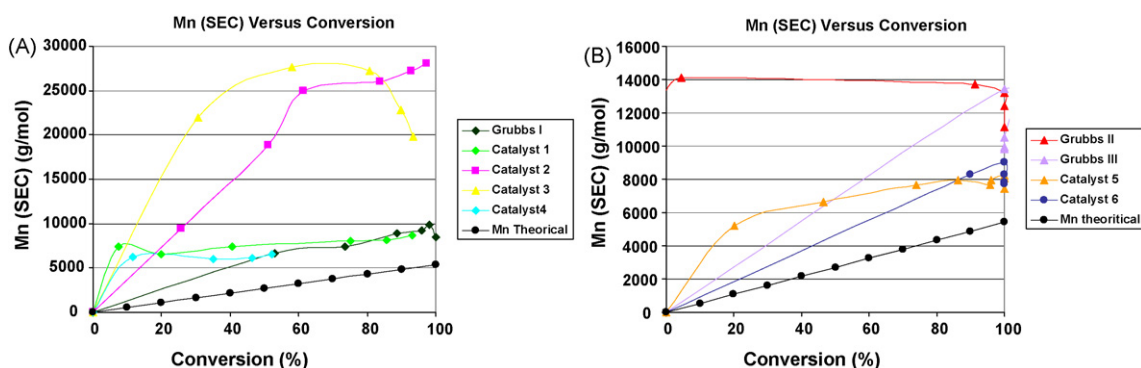 (A)
Mn (SEC) Versus Conversion
Mn (SEC) (g/mol)
30000
25000
20000
15000
10000
5000
0
0 20 40 60 80 100
Conversion (%)
Grubbs I
Catalyst 1
Catalyst 2
Catalyst 3
Catalyst4
Mn Theorical
(B)
Mn (SEC) Versus Conversion
Mn (SEC) (g/mol)
16000
14000
12000
10000
8000
6000
4000
2000
0
0 20 40 60 80 100
Conversion (%)
Grubbs II
Grubbs III
Catalyst 5
Catalyst 6
Mn theoritical